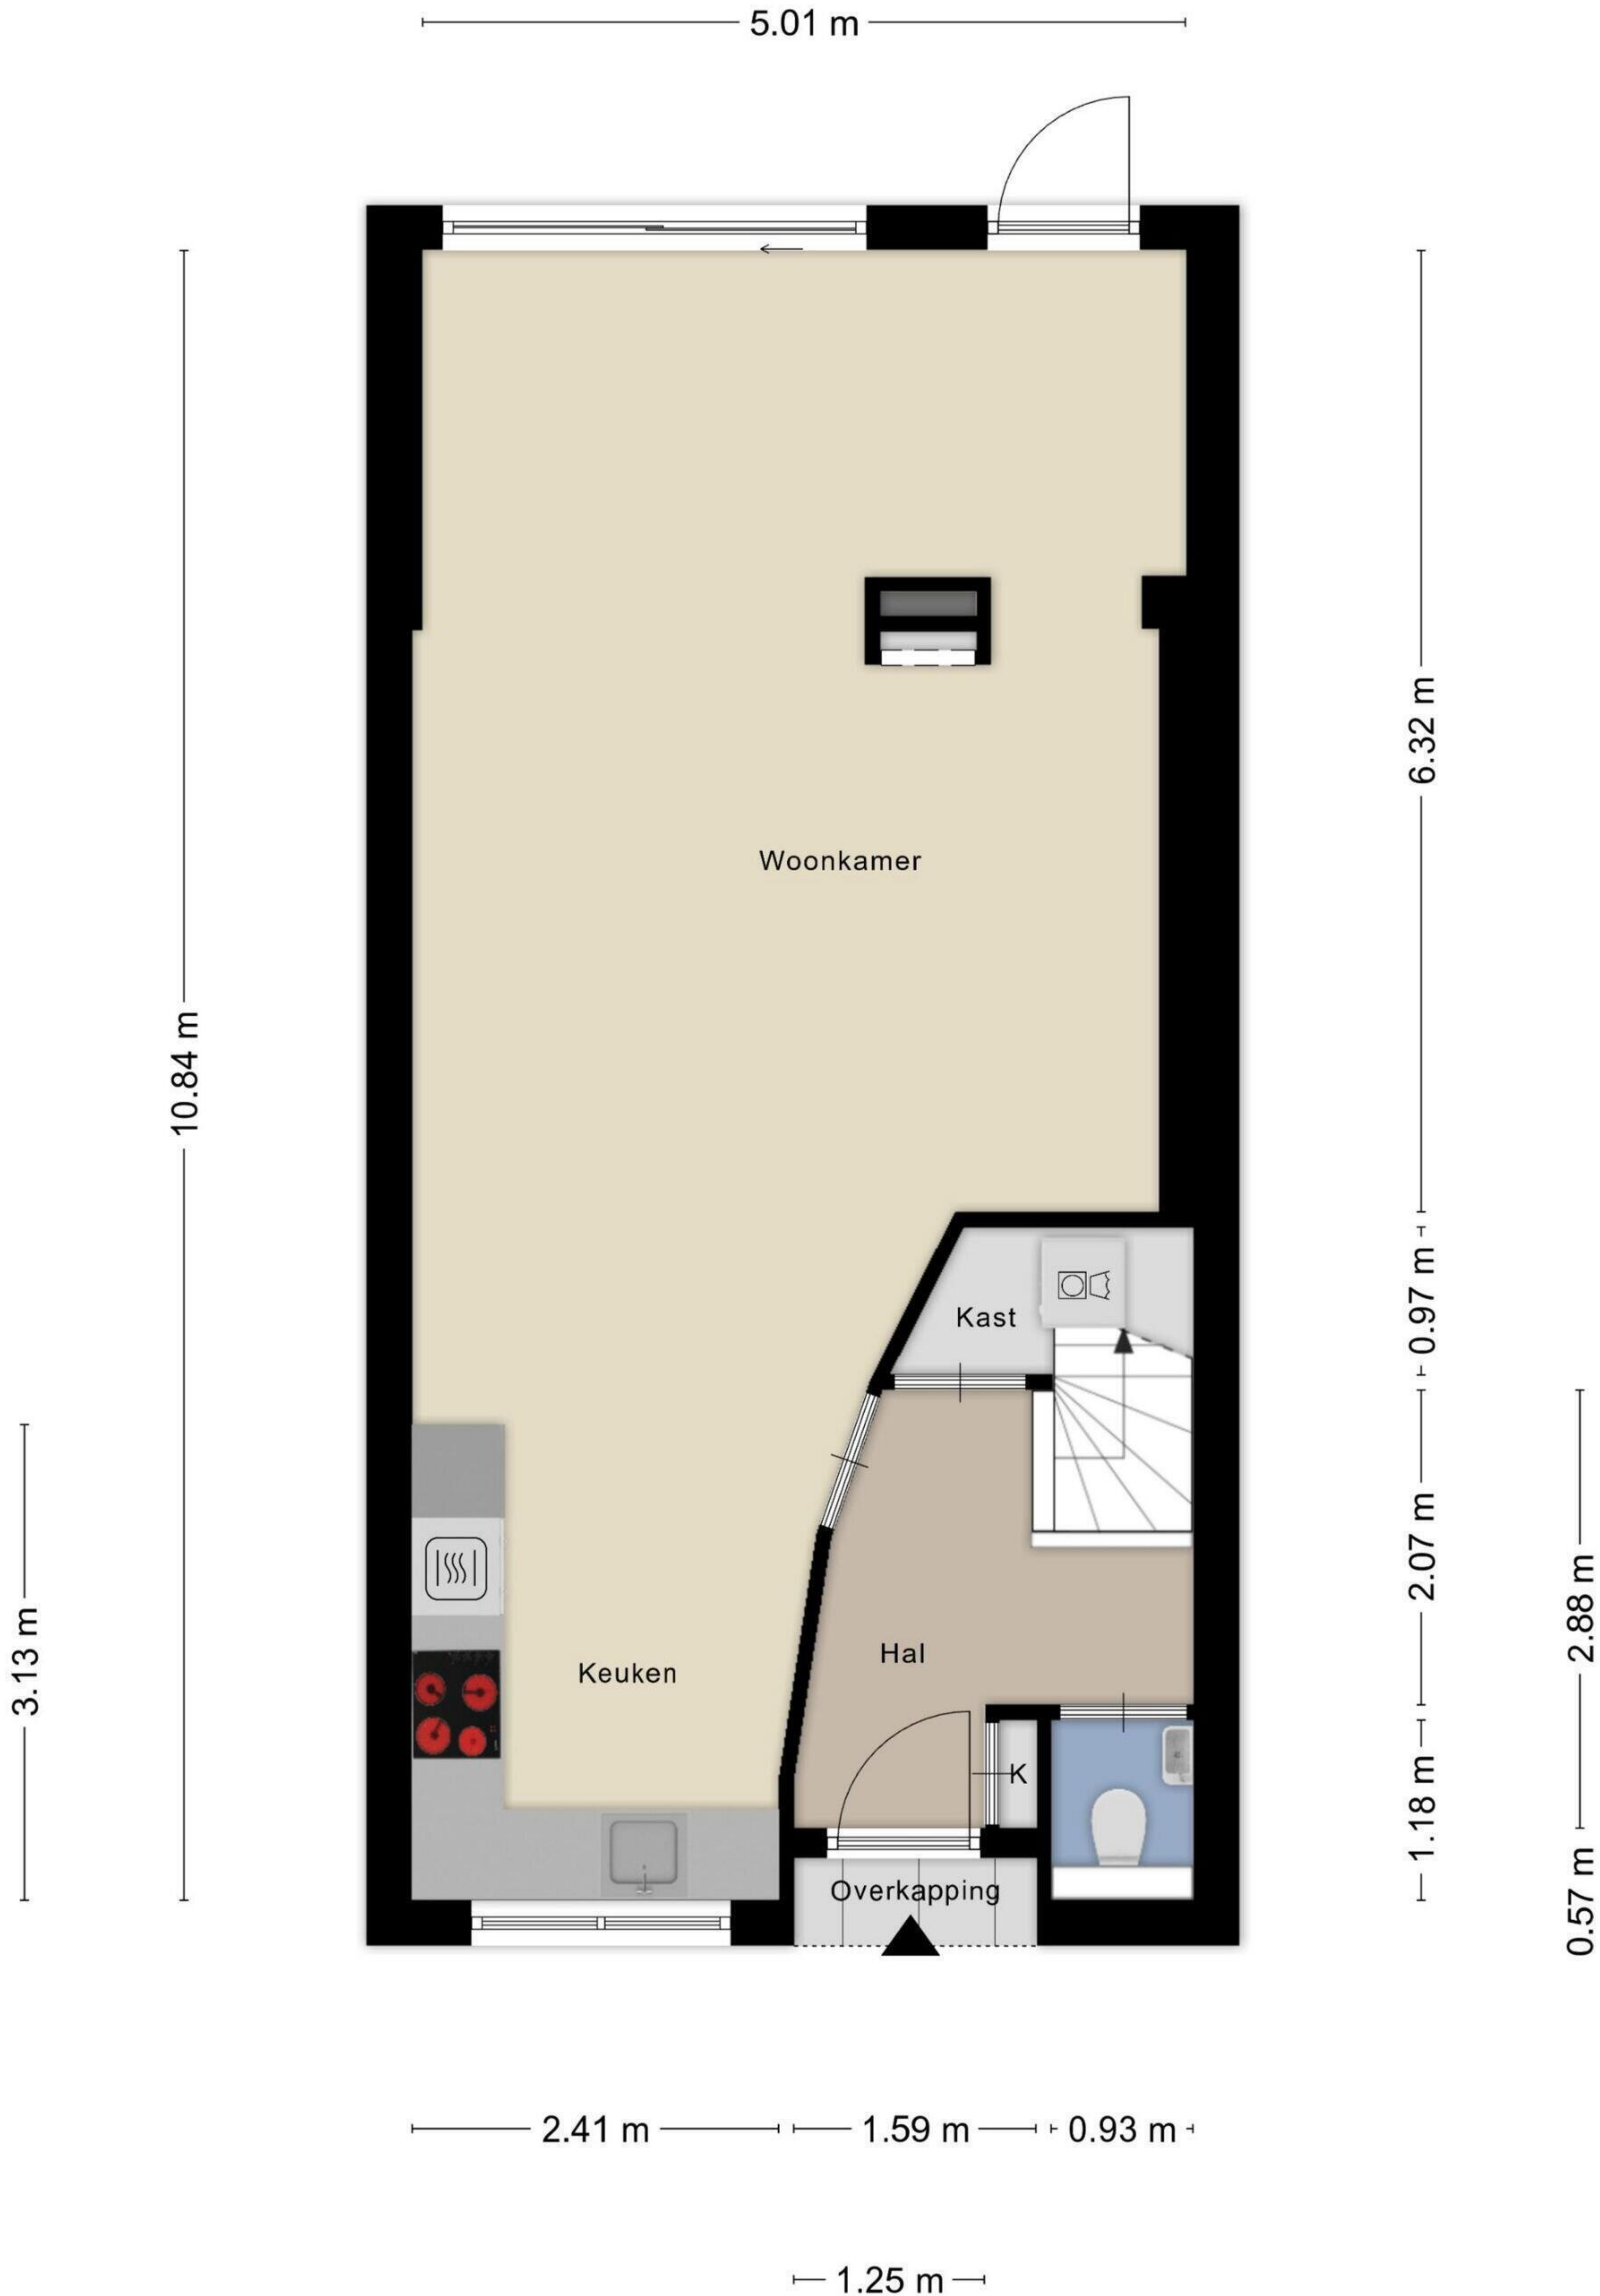 5.01 m
6.32 m
Woonkamer
10.84 m
0.97 m
Kast
2.07 m
2.88 m
3.13 m
Keuken
Hal
K
1.18 m
Overkapping
0.57 m
2.41 m
1.59 m
0.93 m
1.25 m